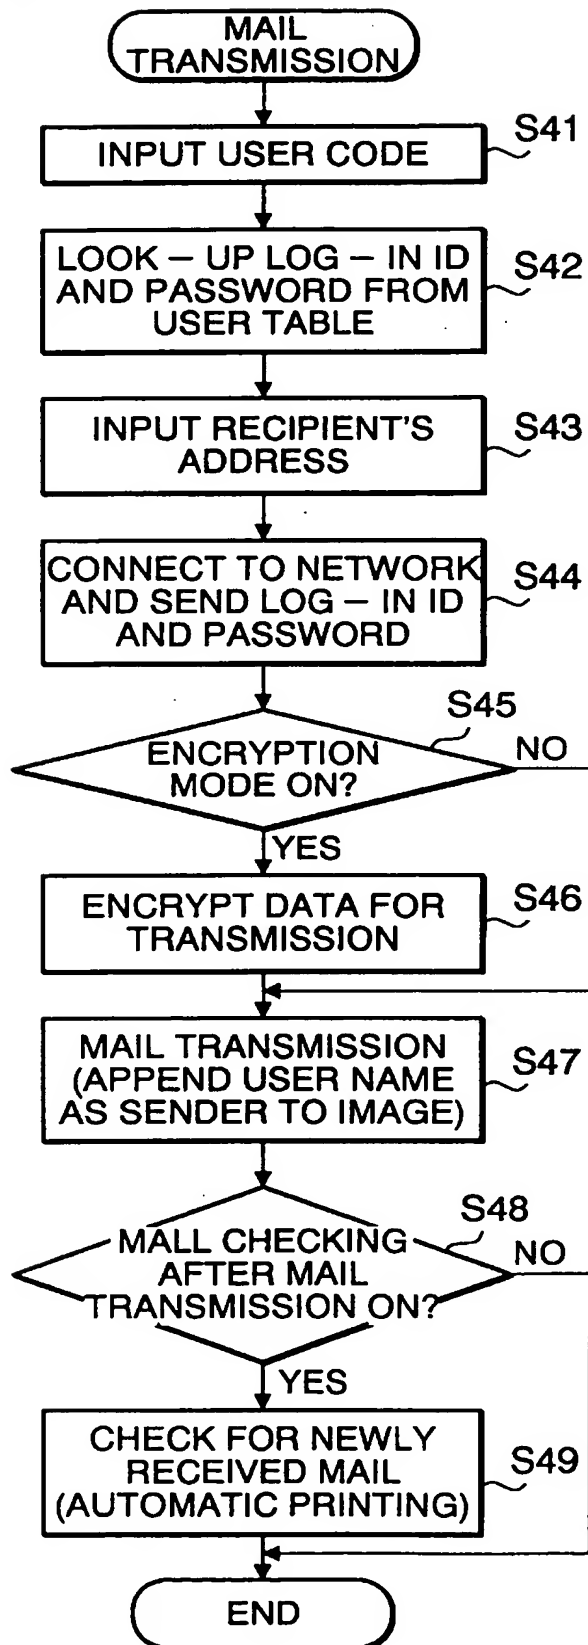 MAIL
TRANSMISSION
INPUT USER CODE
S41
LOOK – UP LOG – IN ID
AND PASSWORD FROM
USER TABLE
S42
INPUT RECIPIENT'S
ADDRESS
S43
CONNECT TO NETWORK
AND SEND LOG – IN ID
AND PASSWORD
S44
S45
ENCRYPTION
MODE ON?
NO
YES
ENCRYPT DATA FOR
TRANSMISSION
S46
MAIL TRANSMISSION
(APPEND USER NAME
AS SENDER TO IMAGE)
S47
S48
MALL CHECKING
AFTER MAIL
TRANSMISSION ON?
NO
YES
CHECK FOR NEWLY
RECEIVED MAIL
(AUTOMATIC PRINTING)
S49
END